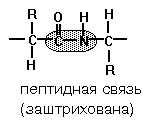 R O H H
C C N C
H R
пептидная связь
(заштрихована)